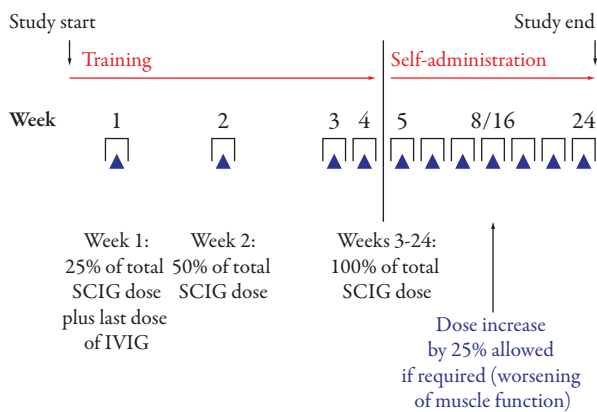 Study start
Study end
Training
Self-administration
Week
1
2
3
4
5
8/16
24
Week 1:
25% of total
SCIG dose
plus last dose
of IVIG
Week 2:
50% of total
SCIG dose
Weeks 3-24:
100% of total
SCIG dose
Dose increase
by 25% allowed
if required (worsening
of muscle function)